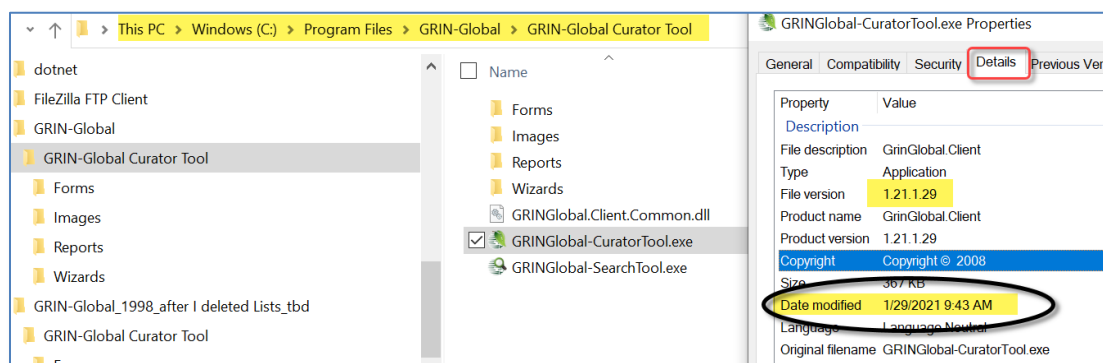 This PC > Windows (C:) > Program Files > GRIN-Global > GRIN-Global Curator Tool
dotnet
FileZilla FTP Client
GRIN-Global
GRIN-Global Curator Tool
Forms
Images
Reports
Wizards
GRIN-Global_1998_after I deleted Lists_tbd
GRIN-Global Curator Tool
Name
Forms
Images
Reports
Wizards
GRINGlobal.Client.Common.dll
GRINGlobal-CuratorTool.exe
GRINGlobal-SearchTool.exe
GRINGlobal-CuratorTool.exe Properties
General Compatibility Security Details Previous Ver
Property Value
Description
File description GrinGlobal.Client
Type Application
File version 1.21.1.29
Product name GrinGlobal.Client
Product version 1.21.1.29
Copyright Copyright © 2008
Size 367 KB
Date modified 1/29/2021 9:43 AM
Language Language Neutral
Original filename GRINGlobal-CuratorTool.exe